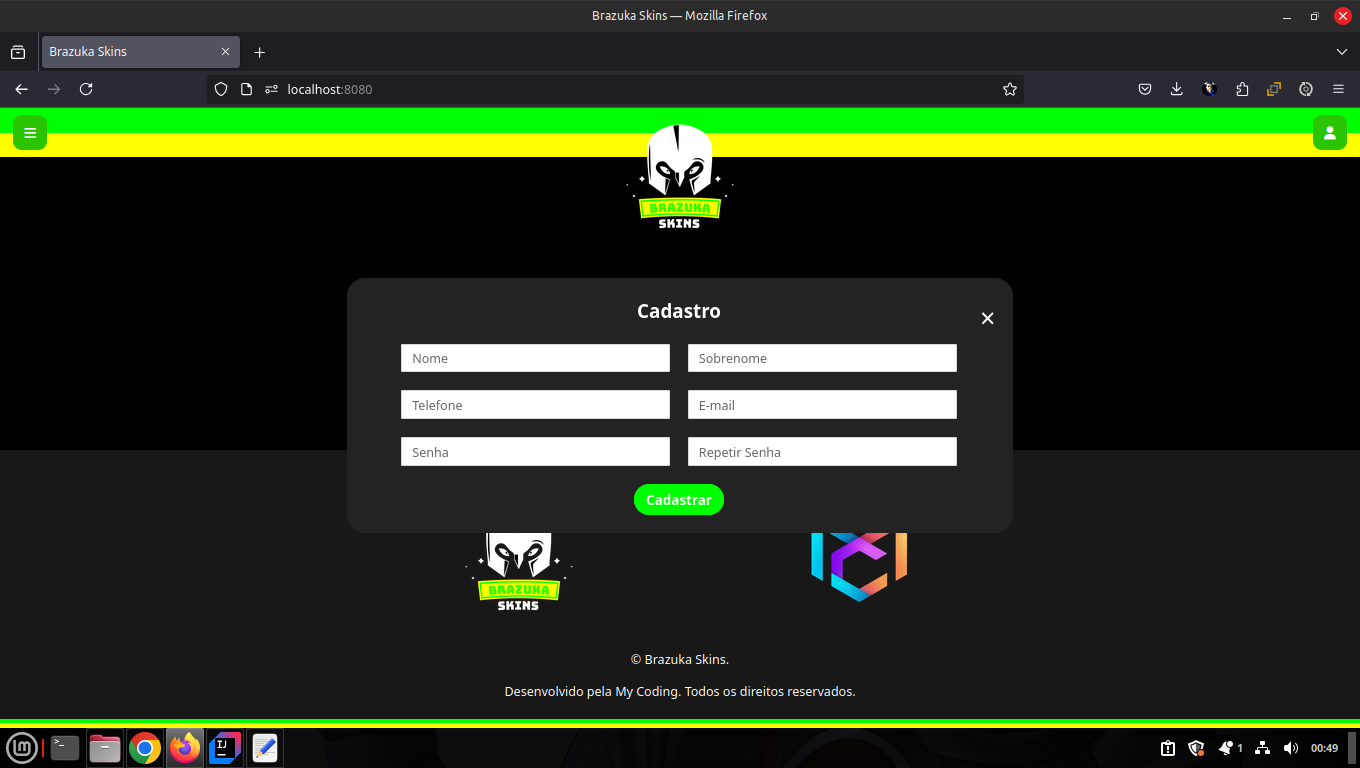 Brazuka Skins — Mozilla Firefox
Brazuka Skins
localhost:8080
BRAZUKA
SKINS
Cadastro
Nome
Sobrenome
Telefone
E-mail
Senha
Repetir Senha
Cadastrar
BRAZUKA
SKINS
© Brazuka Skins.
Desenvolvido pela My Coding. Todos os direitos reservados.
>_
IJ
1
00:49